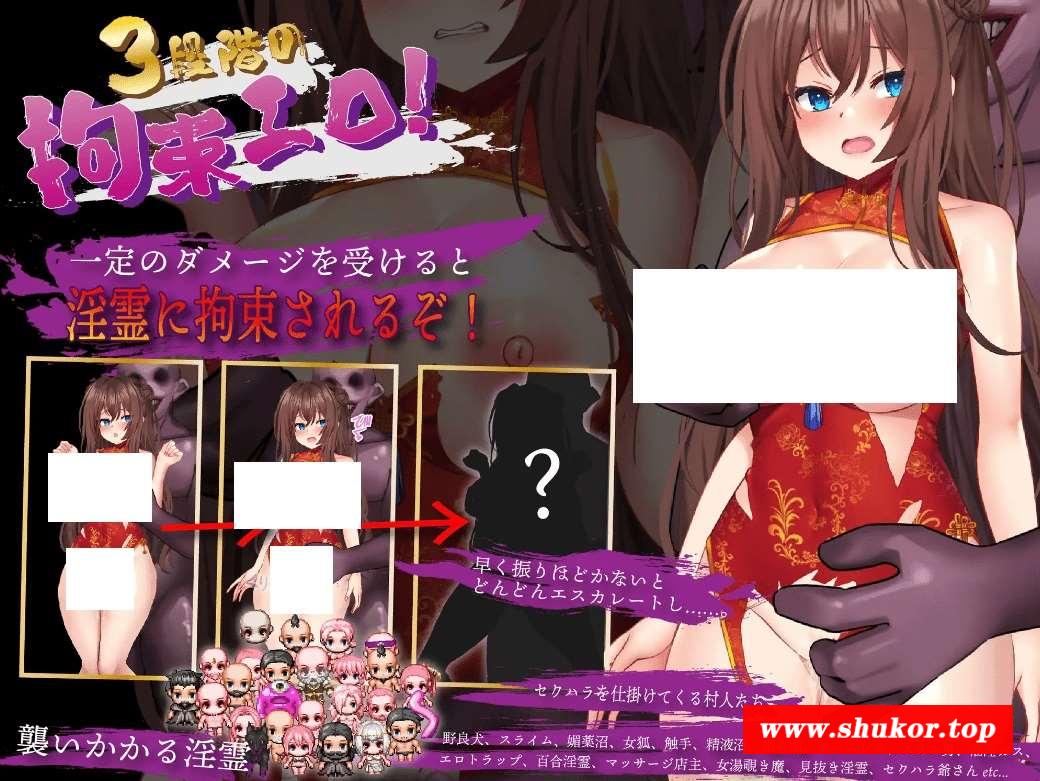 3段階の
拘束エロ!
一定のダメージを受けると
淫霊に拘束されるぞ!
?
早く振りほどかないと
どんどんエスカレートし……。
セクハラを仕掛けてくる村人たち
www.shukor.top
襲いかかる淫霊
野良犬、スライム、媚薬沼、女狐、触手、精液沼
エロトラップ、百合淫霊、マッサージ店主、女湯覗き魔、見抜き淫霊、セクハラ爺さん etc...